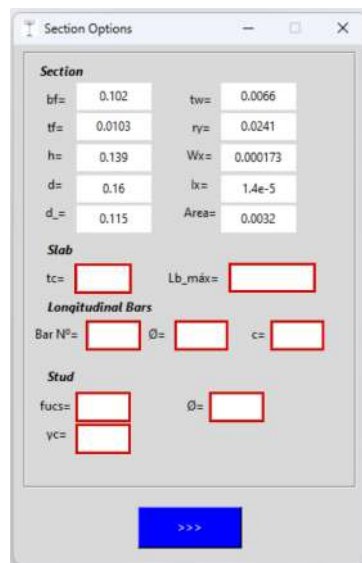 Section Options
Section
bf= 0.102 tw= 0.0066
tf= 0.0103 ry= 0.0241
h= 0.139 Wx= 0.000173
d= 0.16 Ix= 1.4e-5
d_= 0.115 Area= 0.0032
Slab
tc= Lb_máx=
Longitudinal Bars
Bar Nº= Ø= c=
Stud
fucs= Ø=
yc=
>>>